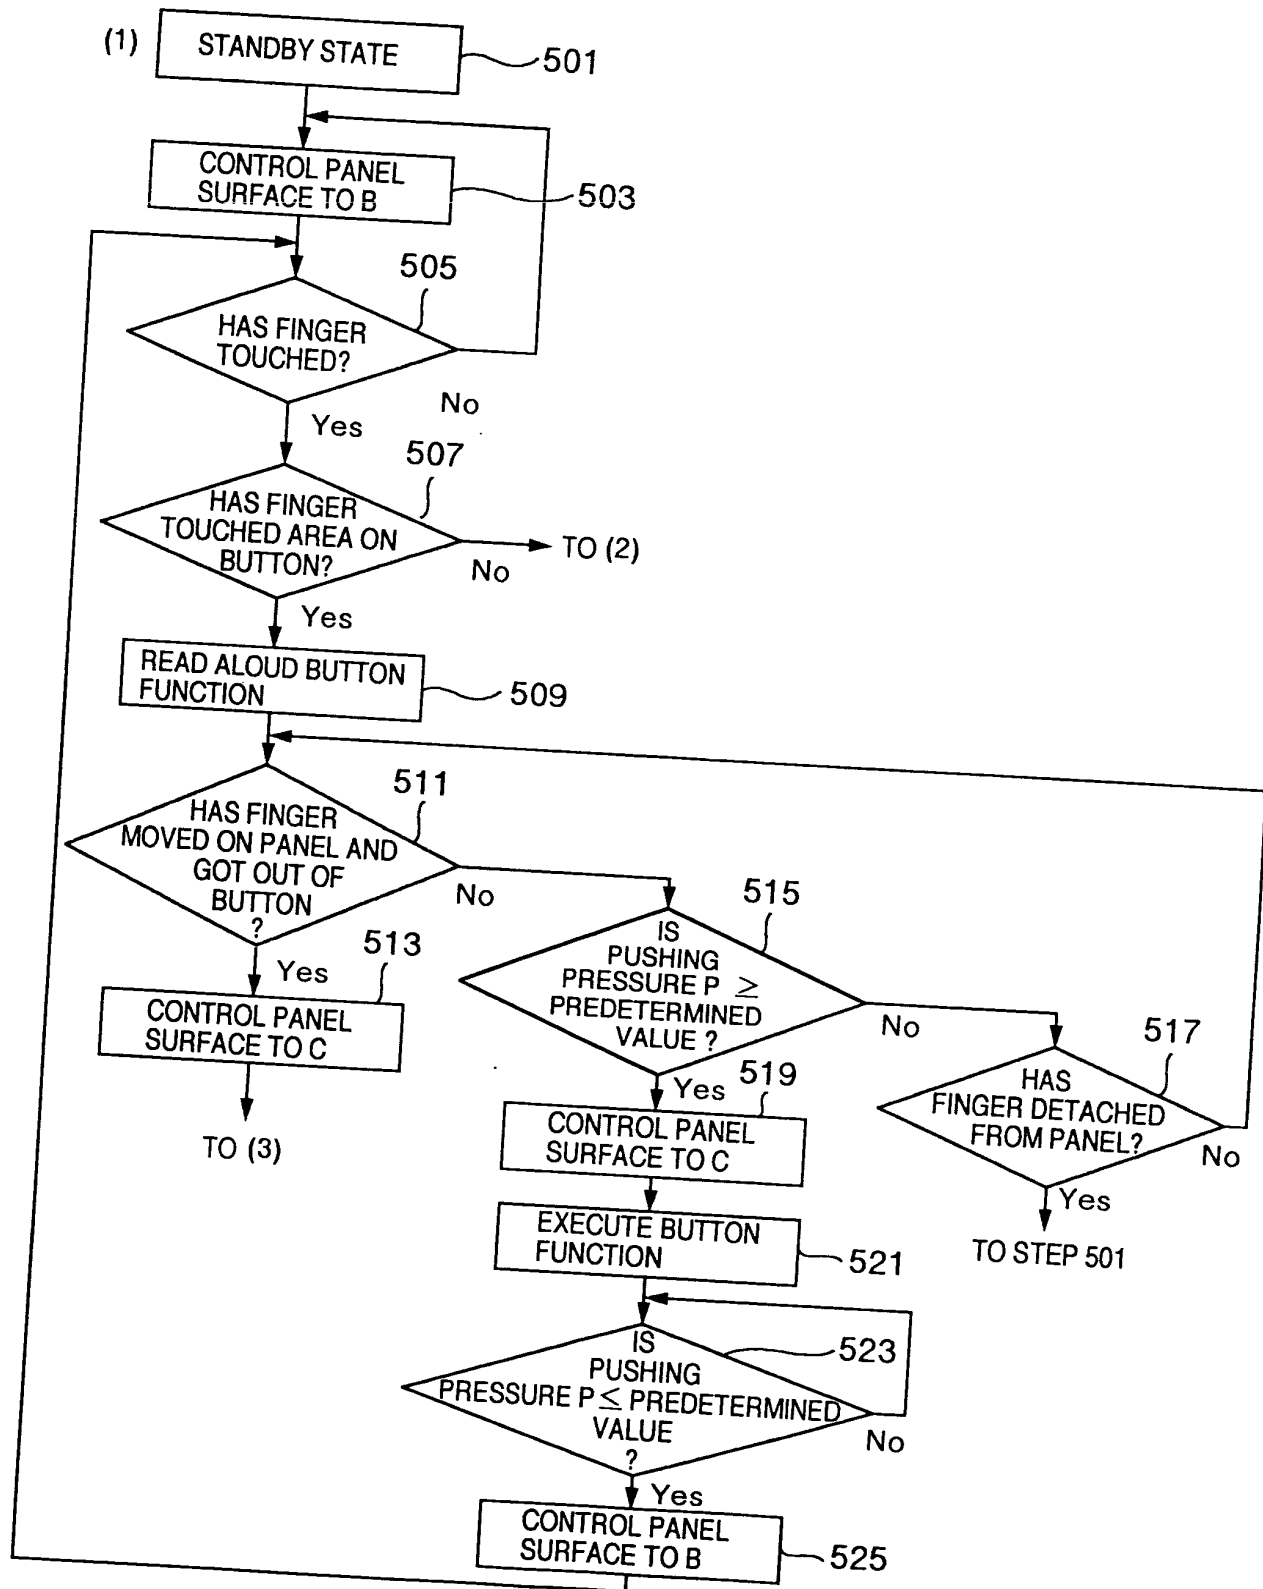 (1)
STANDBY STATE
501
CONTROL PANEL
SURFACE TO B
503
505
HAS FINGER
TOUCHED?
No
Yes
507
HAS FINGER
TOUCHED AREA ON
BUTTON?
No
TO (2)
Yes
READ ALOUD BUTTON
FUNCTION
509
511
HAS FINGER
MOVED ON PANEL AND
GOT OUT OF
BUTTON
?
No
Yes
513
CONTROL PANEL
SURFACE TO C
TO (3)
515
IS
PUSHING
PRESSURE P ≥
PREDETERMINED
VALUE ?
No
Yes
517
HAS
FINGER DETACHED
FROM PANEL?
No
Yes
TO STEP 501
519
CONTROL PANEL
SURFACE TO C
EXECUTE BUTTON
FUNCTION
521
IS
PUSHING
PRESSURE P ≤ PREDETERMINED
VALUE
?
523
No
Yes
CONTROL PANEL
SURFACE TO B
525